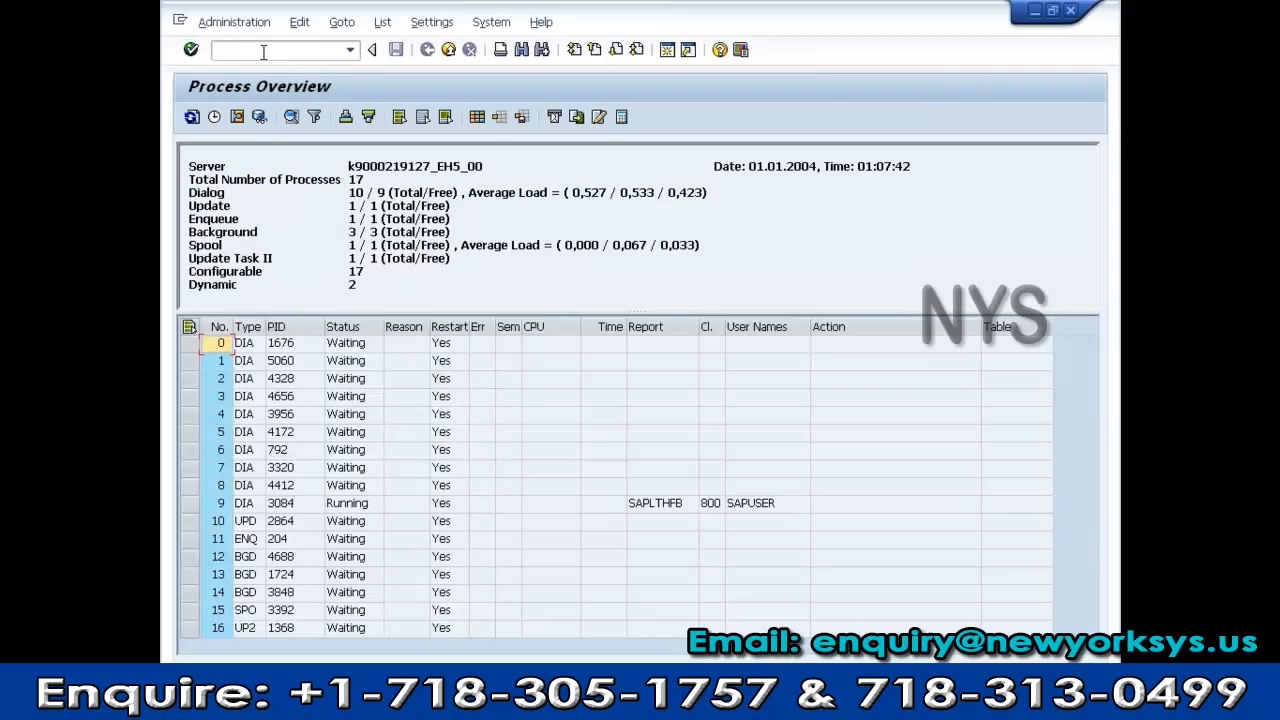 Administration Edit Goto List Settings System Help
Process Overview
Server k9000219127_EH5_00 Date: 01.01.2004, Time: 01:07:42
Total Number of Processes 17
Dialog 10 / 9 (Total/Free) , Average Load = ( 0,527 / 0,533 / 0,423)
Update 1 / 1 (Total/Free)
Enqueue 1 / 1 (Total/Free)
Background 3 / 3 (Total/Free)
Spool 1 / 1 (Total/Free) , Average Load = ( 0,000 / 0,067 / 0,033)
Update Task II 1 / 1 (Total/Free)
Configurable 17
Dynamic 2
NYS
No. Type PID Status Reason Restart Err Sem CPU Time Report Cl. User Names Action Table
0 DIA 1676 Waiting Yes
1 DIA 5060 Waiting Yes
2 DIA 4328 Waiting Yes
3 DIA 4656 Waiting Yes
4 DIA 3956 Waiting Yes
5 DIA 4172 Waiting Yes
6 DIA 792 Waiting Yes
7 DIA 3320 Waiting Yes
8 DIA 4412 Waiting Yes
9 DIA 3084 Running Yes SAPLTHFB 800 SAPUSER
10 UPD 2864 Waiting Yes
11 ENQ 204 Waiting Yes
12 BGD 4688 Waiting Yes
13 BGD 1724 Waiting Yes
14 BGD 3848 Waiting Yes
15 SPO 3392 Waiting Yes
16 UP2 1368 Waiting Yes
Email: enquiry@newyorksys.us
Enquire: +1-718-305-1757 & 718-313-0499